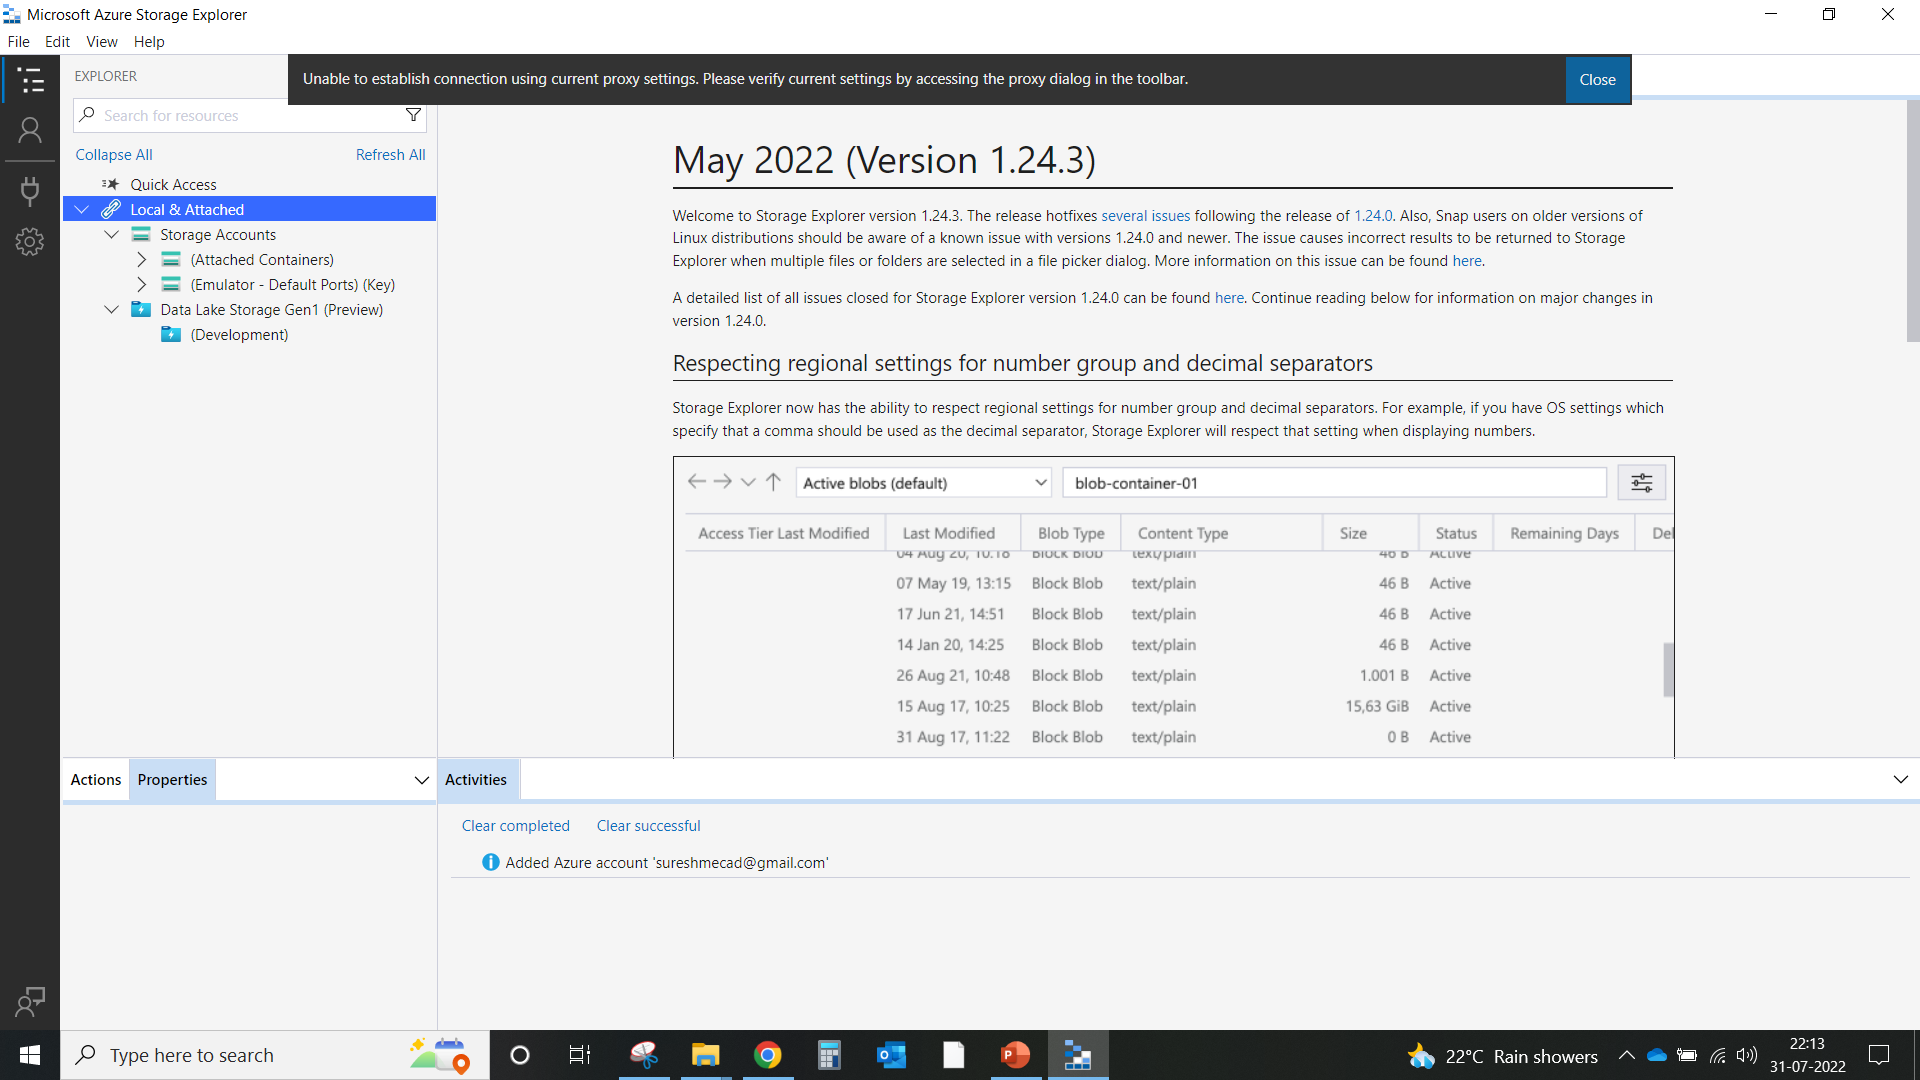 Microsoft Azure Storage Explorer
File Edit View Help
EXPLORER
Unable to establish connection using current proxy settings. Please verify current settings by accessing the proxy dialog in the toolbar.
Close
Search for resources
Collapse All
Refresh All
Quick Access
Local & Attached
Storage Accounts
(Attached Containers)
(Emulator - Default Ports) (Key)
Data Lake Storage Gen1 (Preview)
(Development)
May 2022 (Version 1.24.3)
Welcome to Storage Explorer version 1.24.3. The release hotfixes several issues following the release of 1.24.0. Also, Snap users on older versions of
Linux distributions should be aware of a known issue with versions 1.24.0 and newer. The issue causes incorrect results to be returned to Storage
Explorer when multiple files or folders are selected in a file picker dialog. More information on this issue can be found here.
A detailed list of all issues closed for Storage Explorer version 1.24.0 can be found here. Continue reading below for information on major changes in
version 1.24.0.
Respecting regional settings for number group and decimal separators
Storage Explorer now has the ability to respect regional settings for number group and decimal separators. For example, if you have OS settings which
specify that a comma should be used as the decimal separator, Storage Explorer will respect that setting when displaying numbers.
Active blobs (default)
blob-container-01
Access Tier Last Modified Last Modified Blob Type Content Type Size Status Remaining Days Del
04 Aug 20, 10:18 Block Blob text/plain 46 B Active
07 May 19, 13:15 Block Blob text/plain 46 B Active
17 Jun 21, 14:51 Block Blob text/plain 46 B Active
14 Jan 20, 14:25 Block Blob text/plain 46 B Active
26 Aug 21, 10:48 Block Blob text/plain 1.001 B Active
15 Aug 17, 10:25 Block Blob text/plain 15,63 GiB Active
31 Aug 17, 11:22 Block Blob text/plain 0 B Active
Actions Properties
Activities
Clear completed Clear successful
Added Azure account 'sureshmecad@gmail.com'
Type here to search
22°C Rain showers
22:13
31-07-2022